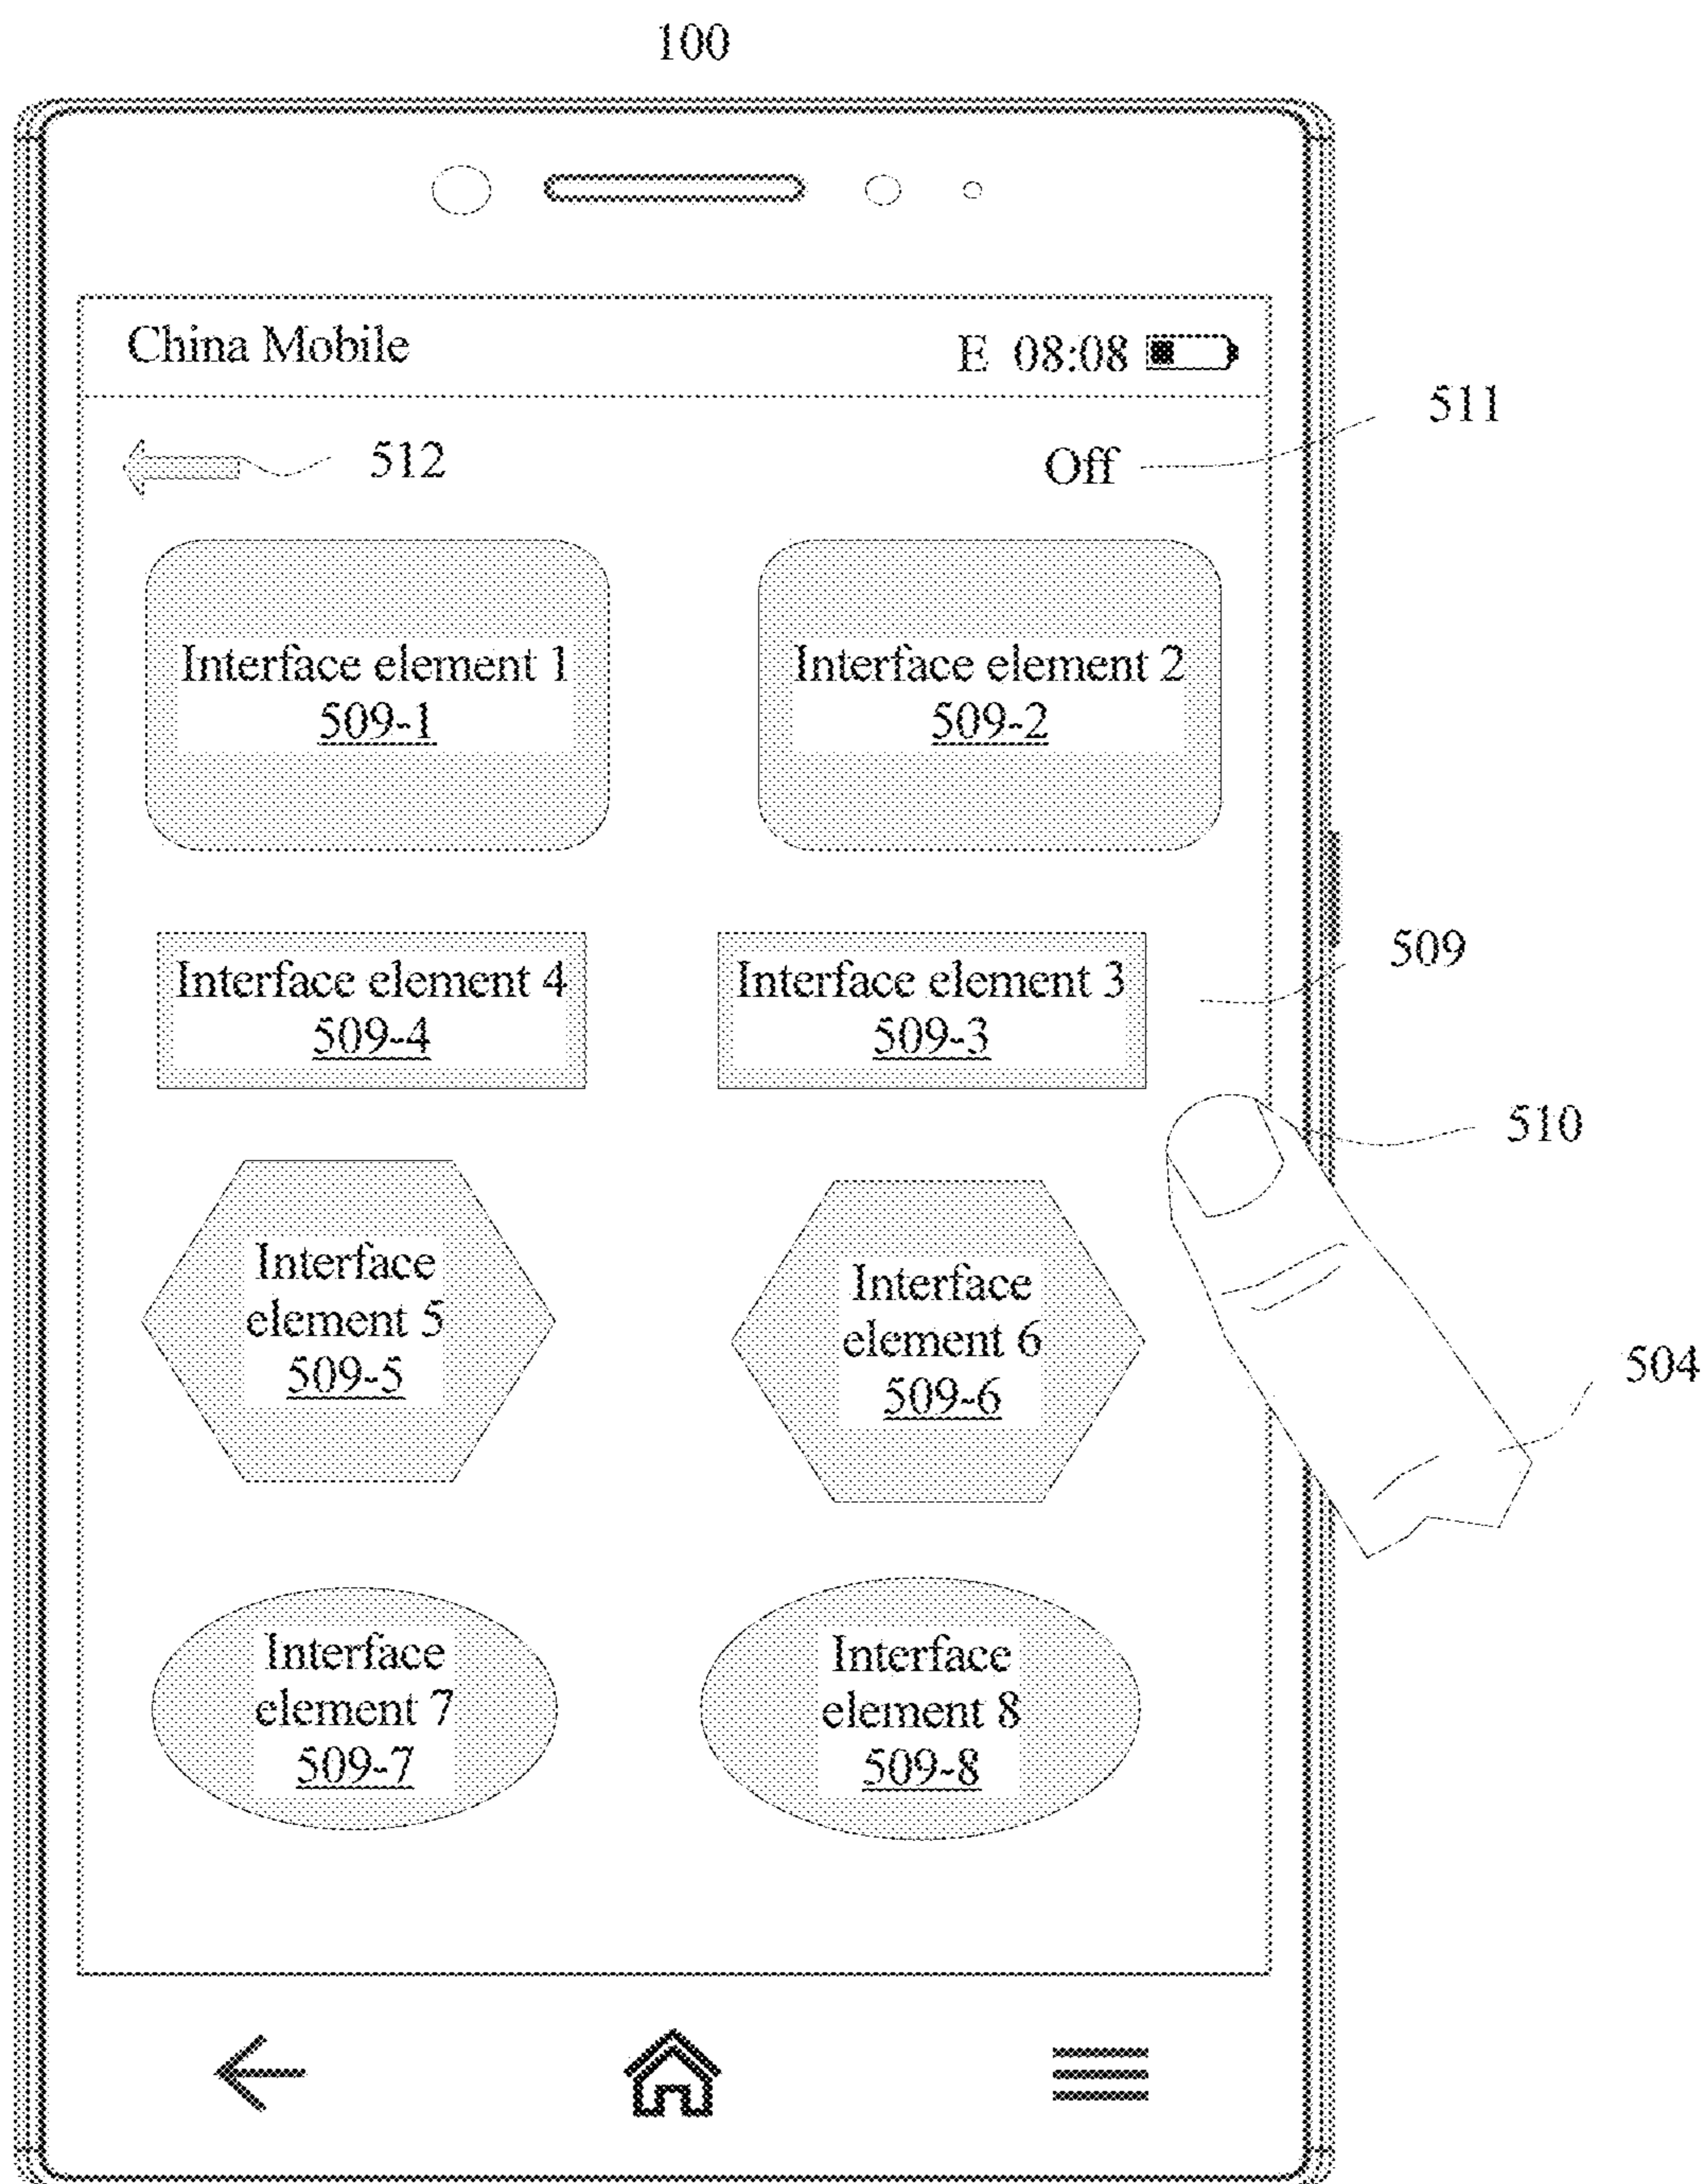 100
China Mobile E 08:08
511
512 Off
Interface element 1
509-1
Interface element 2
509-2
509
Interface element 4
509-4
Interface element 3
509-3
510
Interface
element 5
509-5
Interface
element 6
509-6
504
Interface
element 7
509-7
Interface
element 8
509-8